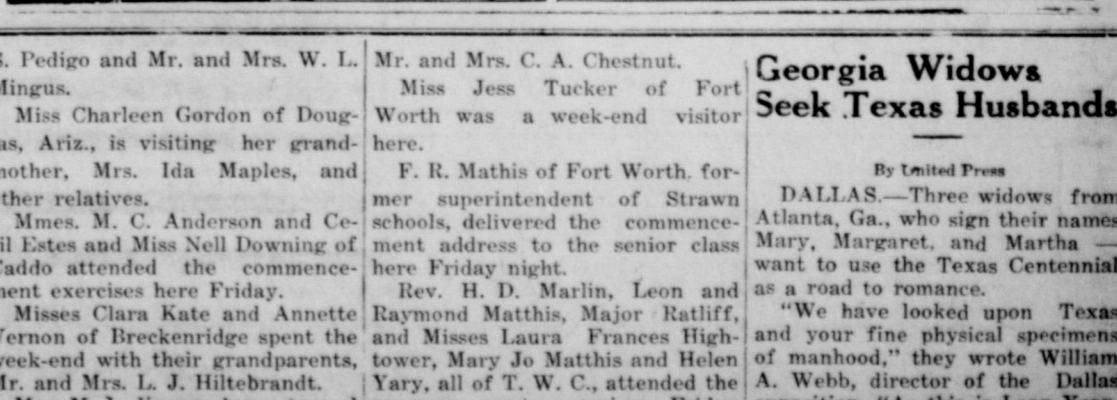 Pedigo and Mr. and Mrs. W. L.
Mingus.
Miss Charleen Gordon of Doug-
as, Ariz., is visiting her grand-
mother, Mrs. Ida Maples, and
ther relatives.
Mmes. M. C. Anderson and Ce-
il Estes and Miss Nell Downing of
addo attended the commence-
ment exercises here Friday.
Misses Clara Kate and Annette
Vernon of Breckenridge spent the
week-end with their grandparents,
Mr. and Mrs. L. J. Hiltebrandt.
Mr. and Mrs. C. A. Chestnut.
Miss Jess Tucker of Fort
Worth was a week-end visitor
here.
F. R. Mathis of Fort Worth, for-
mer superintendent of Strawn
schools, delivered the commence-
ment address to the senior class
here Friday night.
Rev. H. D. Marlin, Leon and
Raymond Matthis, Major Ratliff,
and Misses Laura Frances High-
tower, Mary Jo Matthis and Helen
Yary, all of T. W. C., attended the
Georgia Widows
Seek Texas Husbands
By United Press
DALLAS.—Three widows from
Atlanta, Ga., who sign their names
Mary, Margaret, and Martha —
want to use the Texas Centennial
as a road to romance.
"We have looked upon Texas
and your fine physical specimens
of manhood," they wrote William
A. Webb, director of the Dallas